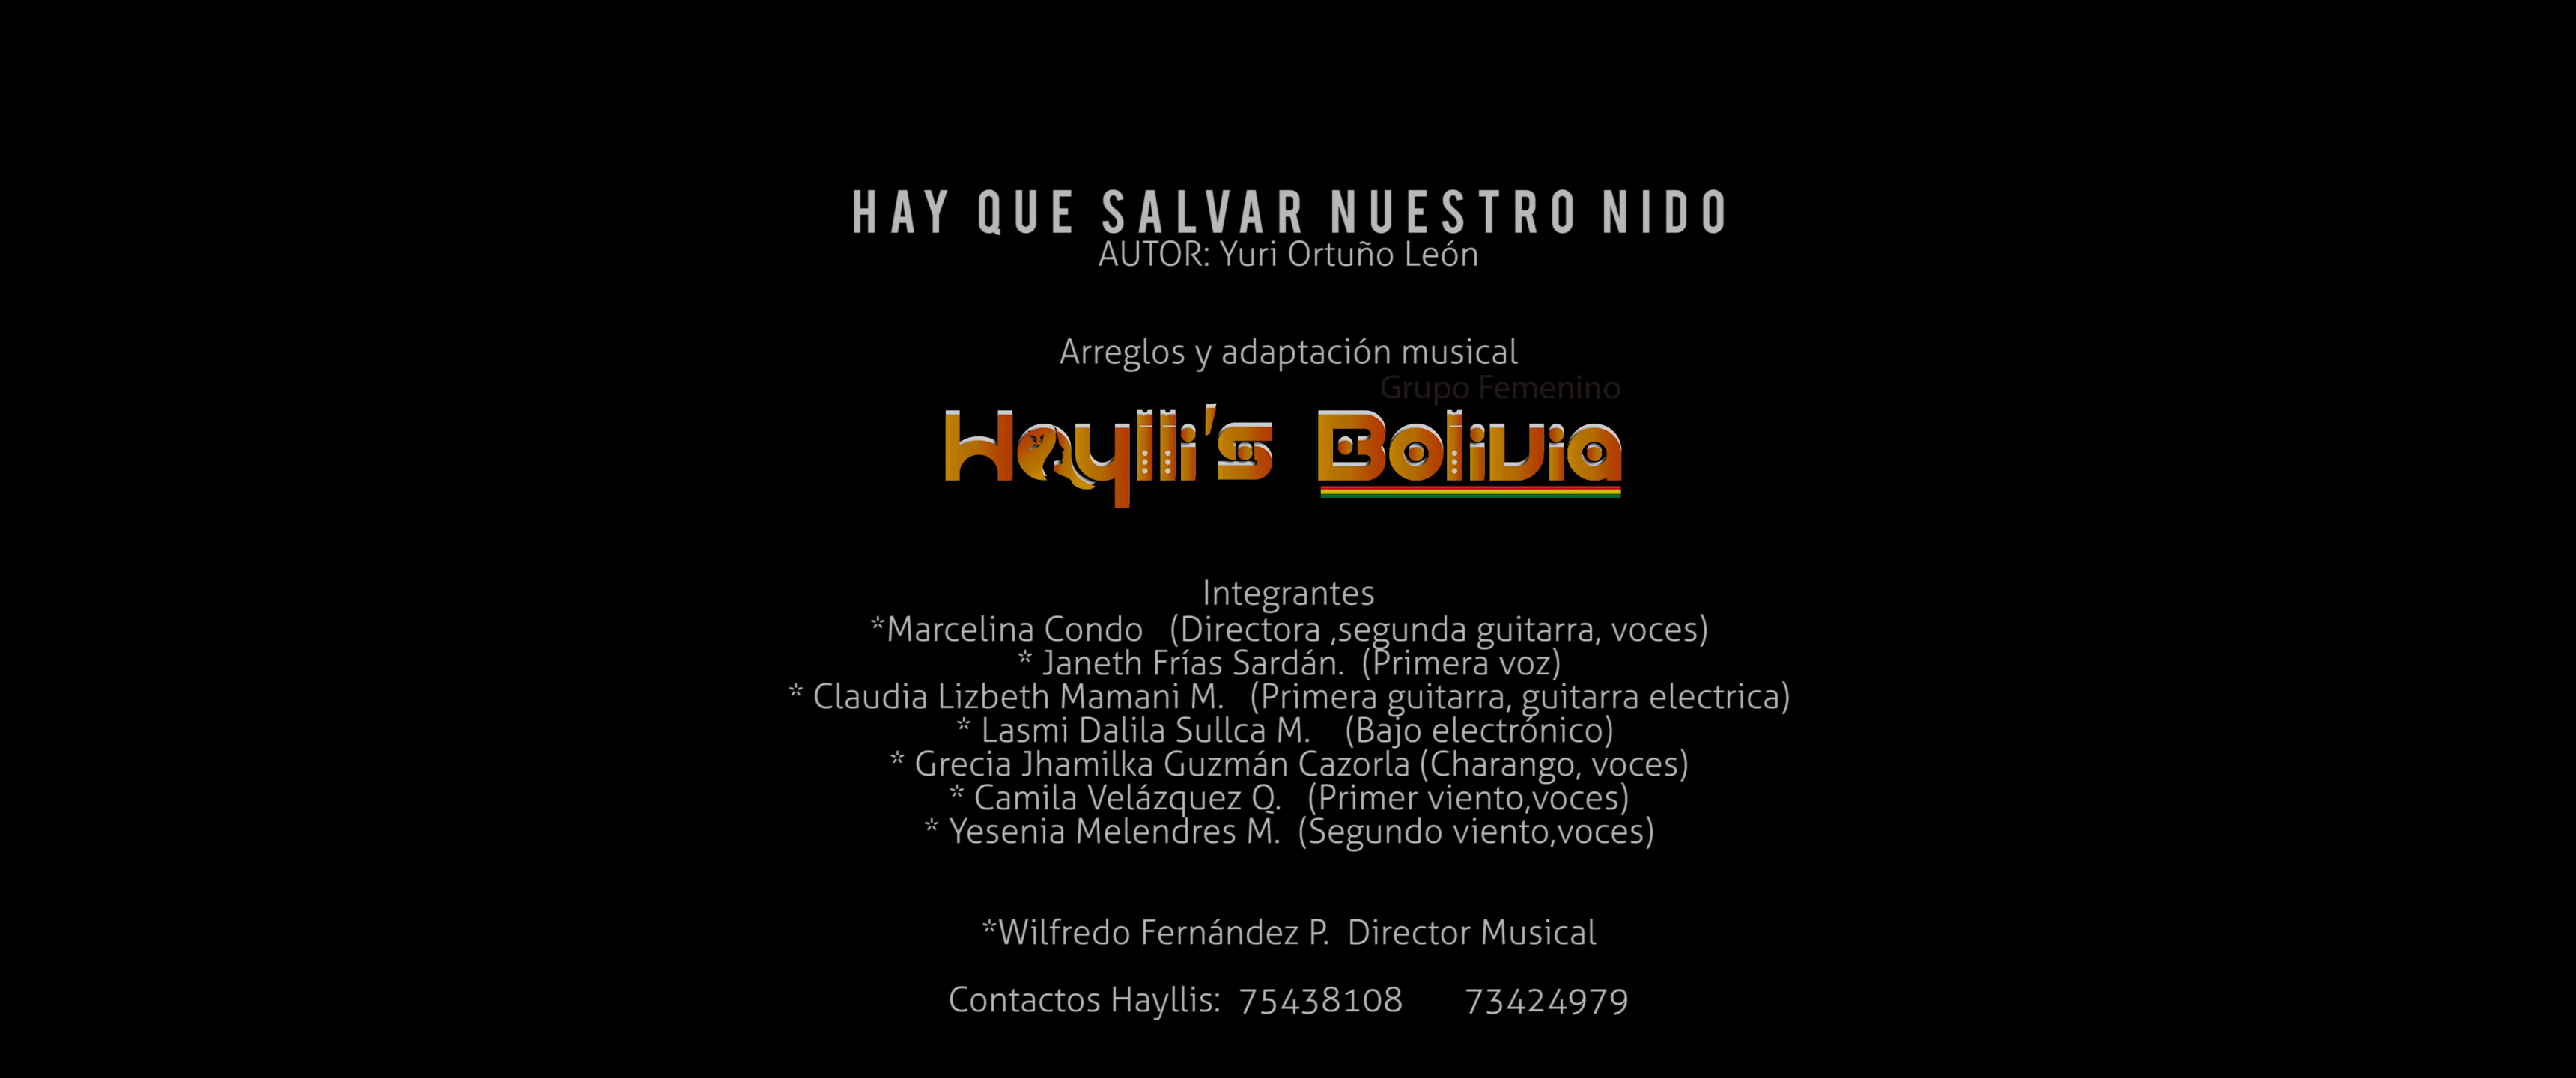 HAY QUE SALVAR NUESTRO NIDO
AUTOR: Yuri Ortuño León
Arreglos y adaptación musical
Grupo Femenino
Haylli's Bolivia
Integrantes
*Marcelina Condo (Directora ,segunda guitarra, voces)
* Janeth Frías Sardán. (Primera voz)
* Claudia Lizbeth Mamani M. (Primera guitarra, guitarra electrica)
* Lasmi Dalila Sullca M. (Bajo electrónico)
* Grecia Jhamilka Guzmán Cazorla (Charango, voces)
* Camila Velázquez Q. (Primer viento,voces)
* Yesenia Melendres M. (Segundo viento,voces)
*Wilfredo Fernández P. Director Musical
Contactos Hayllis: 75438108 73424979